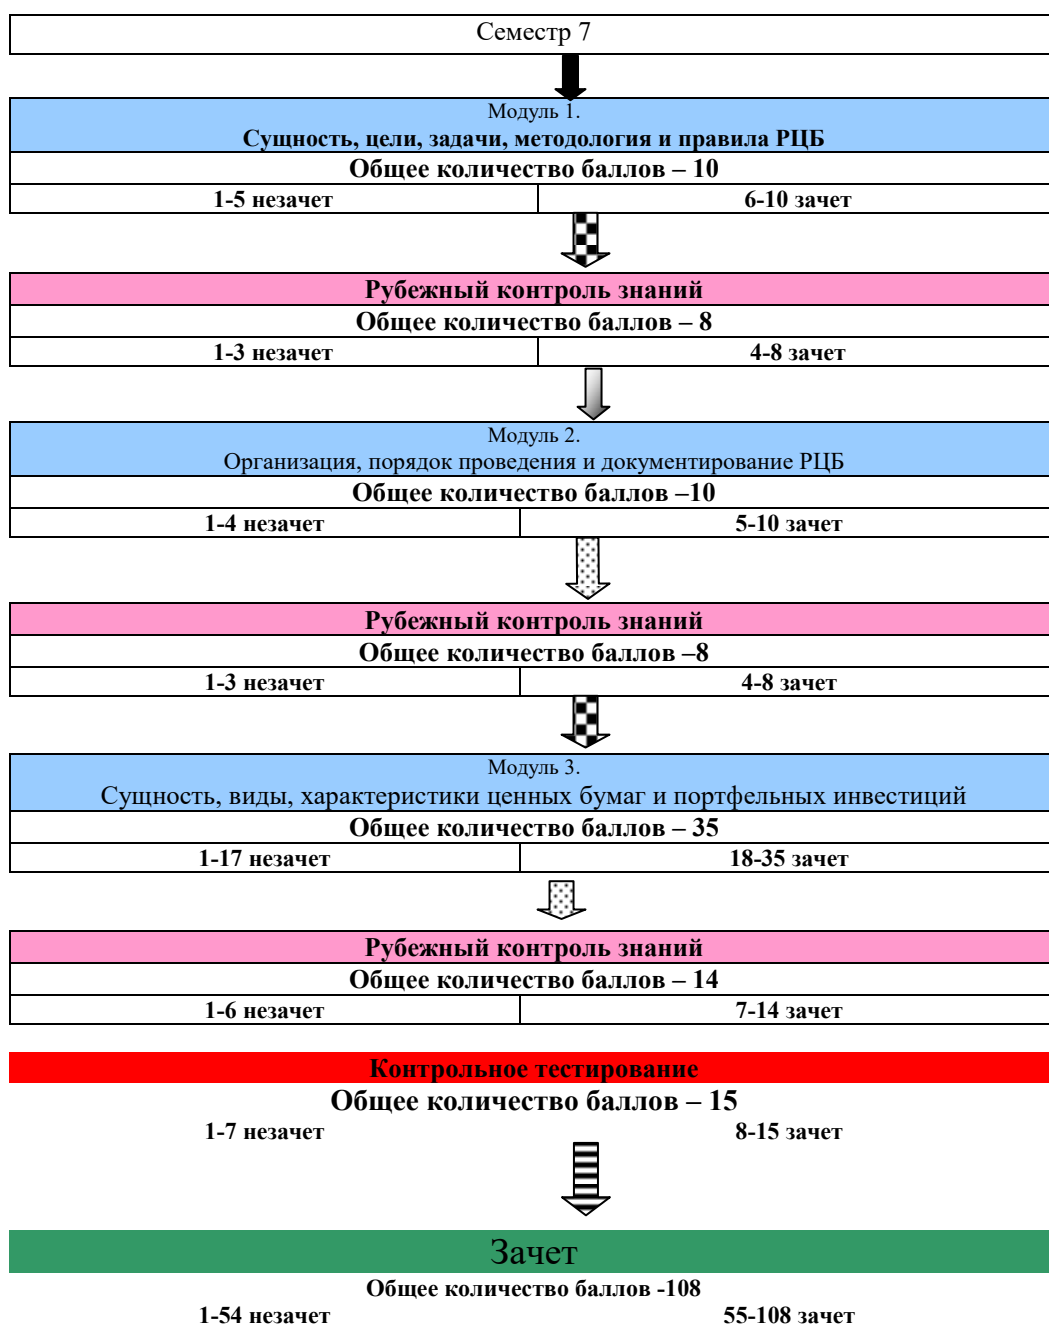 Семестр 7
Модуль 1.
Сущность, цели, задачи, методология и правила РЦБ
Общее количество баллов – 10
1-5 незачет 6-10 зачет
Рубежный контроль знаний
Общее количество баллов – 8
1-3 незачет 4-8 зачет
Модуль 2.
Организация, порядок проведения и документирование РЦБ
Общее количество баллов –10
1-4 незачет 5-10 зачет
Рубежный контроль знаний
Общее количество баллов –8
1-3 незачет 4-8 зачет
Модуль 3.
Сущность, виды, характеристики ценных бумаг и портфельных инвестиций
Общее количество баллов – 35
1-17 незачет 18-35 зачет
Рубежный контроль знаний
Общее количество баллов – 14
1-6 незачет 7-14 зачет
Контрольное тестирование
Общее количество баллов – 15
1-7 незачет 8-15 зачет
Зачет
Общее количество баллов -108
1-54 незачет 55-108 зачет